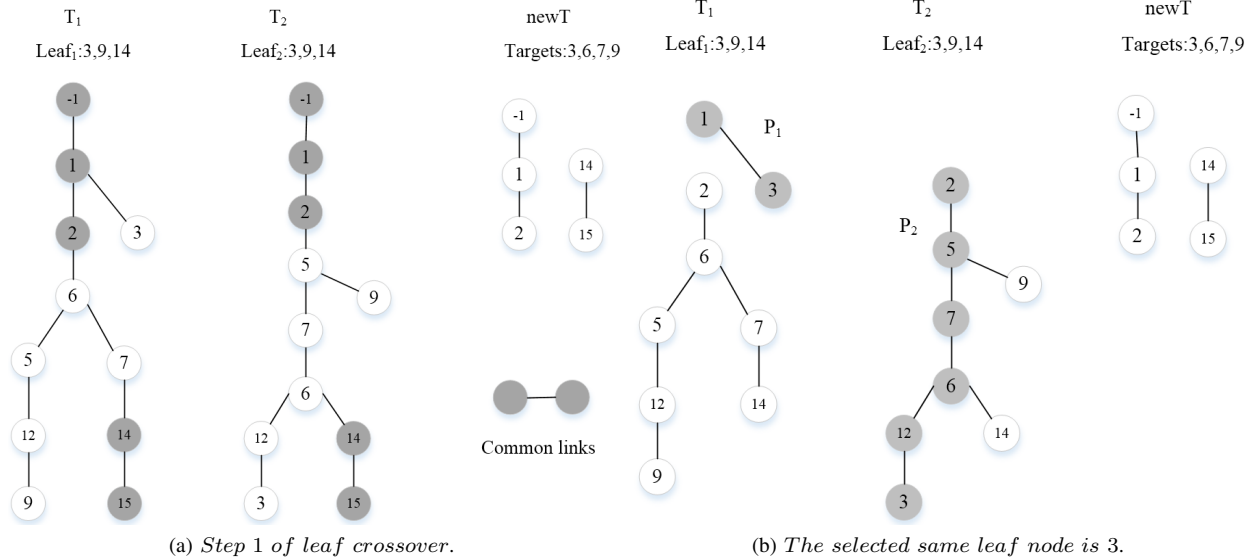 T1
Leaf1:3,9,14
-1
1
2
3
6
5
7
12
14
9
15
T2
Leaf2:3,9,14
-1
1
2
5
9
7
6
12
14
3
15
newT
Targets:3,6,7,9
-1
1
2
14
15
Common links
(a) Step 1 of leaf crossover.
T1
Leaf1:3,9,14
1
P1
3
2
6
5
7
12
14
9
T2
Leaf2:3,9,14
2
P2
5
9
7
6
12
14
3
newT
Targets:3,6,7,9
-1
1
2
14
15
(b) The selected same leaf node is 3.